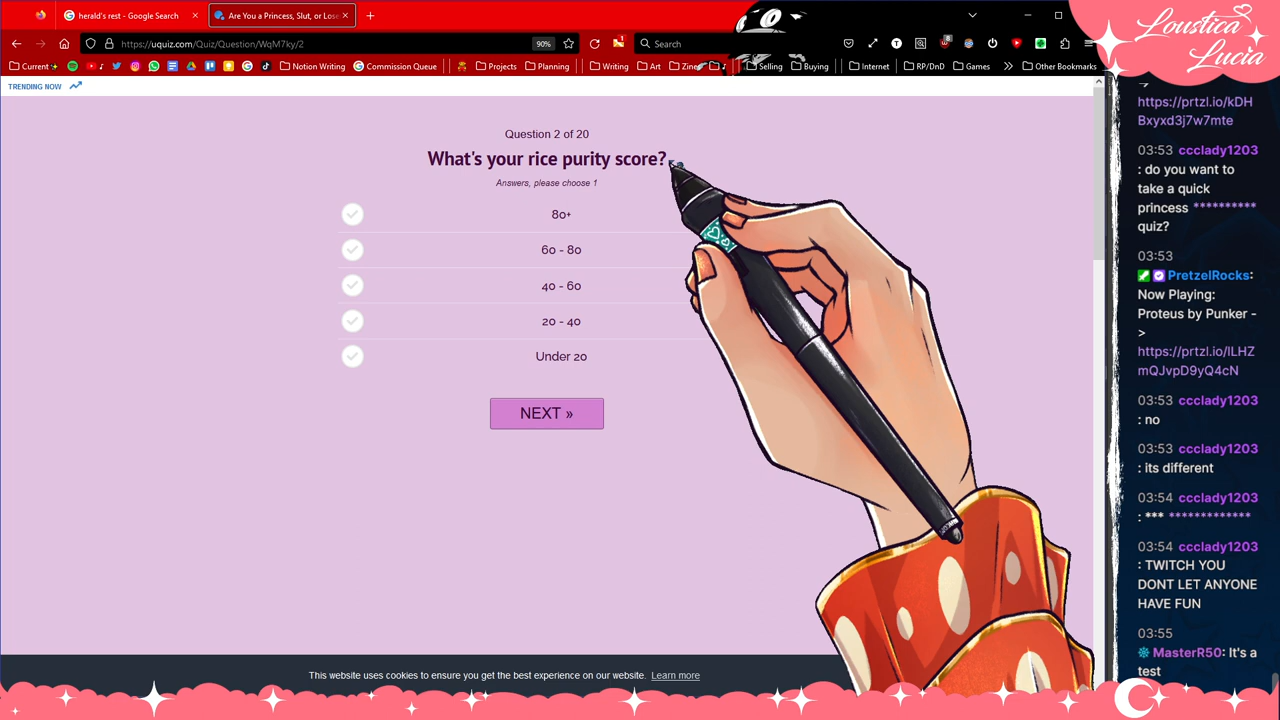 herald's rest - Google Search
Are You a Princess, Slut, or Lose
https://uquiz.com/Quiz/Question/WqM7ky/2
90%
Search
Current
Notion Writing
Commission Queue
Projects
Planning
Writing
Art
Zine
Selling
Buying
Internet
RP/DnD
Games
Other Bookmarks
TRENDING NOW
Question 2 of 20
What's your rice purity score?
Answers, please choose 1
80+
60 - 80
40 - 60
20 - 40
Under 20
NEXT »
This website uses cookies to ensure you get the best experience on our website. Learn more
Loustica
Lucia
https://prtzl.io/kDH
Bxyxd3j7w7mte
03:53 ccclady1203
: do you want to
take a quick
princess **********
quiz?
03:53
PretzelRocks:
Now Playing:
Proteus by Punker -
>
https://prtzl.io/lLHZ
mQJvpD9yQ4cN
03:53 ccclady1203
: no
03:53 ccclady1203
: its different
03:54 ccclady1203
: *** *************
03:54 ccclady1203
: TWITCH YOU
DONT LET ANYONE
HAVE FUN
03:55
MasterR50: It's a
test